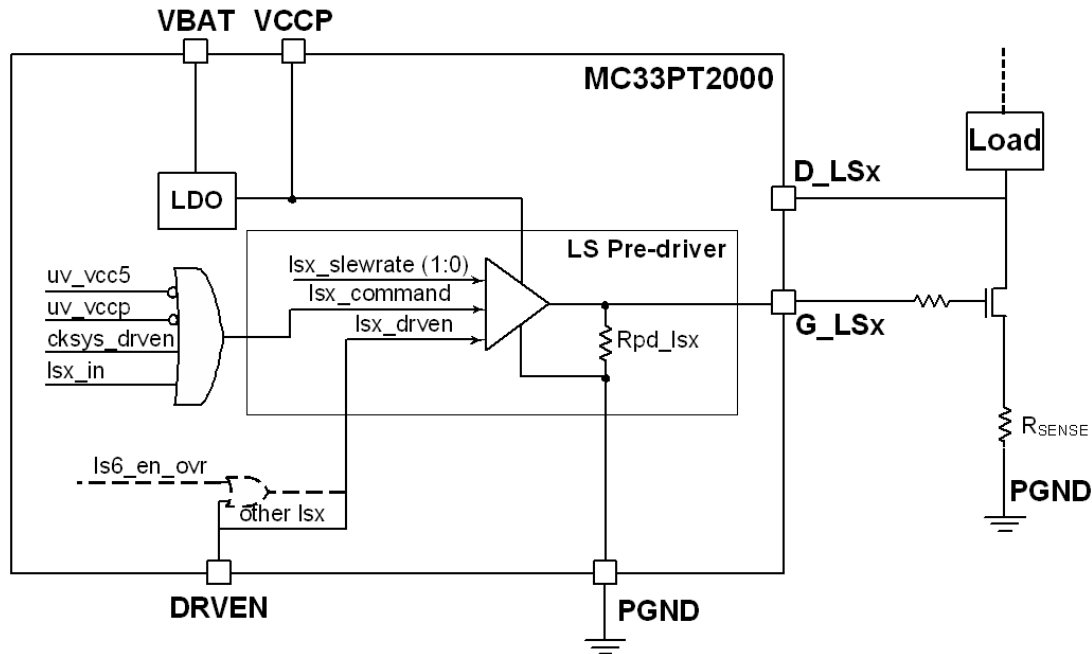 VBAT
VCCP
MC33PT2000
LDO
D_LSx
Load
LS Pre-driver
uv_vcc5
uv_vccp
cksys_drven
lsx_in
lsx_slewrate (1:0)
lsx_command
lsx_drven
Rpd_lsx
G_LSx
RSENSE
PGND
ls6_en_ovr
other lsx
DRVEN
PGND